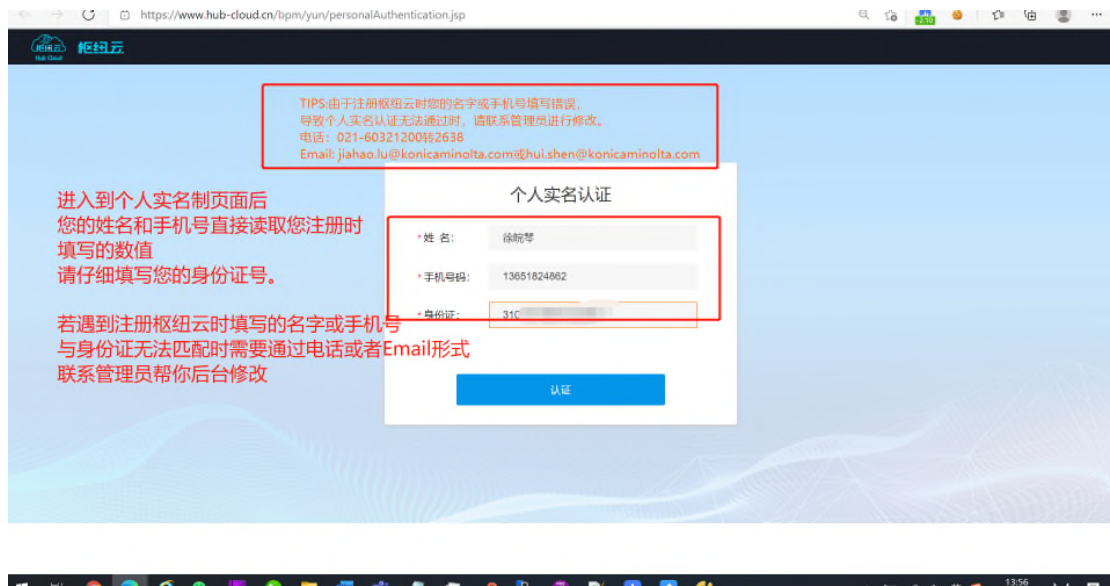 https://www.hub-cloud.cn/bpm/yun/personalAuthentication.jsp
枢纽云
Hub Cloud
枢纽云
TIPS:由于注册枢纽云时您的名字或手机号填写错误,
导致个人实名认证无法通过时，请联系管理员进行修改。
电话：021-60321200转2638
Email: jiahao.lu@konicaminolta.com或hui.shen@konicaminolta.com
进入到个人实名制页面后
您的姓名和手机号直接读取您注册时
填写的数值
请仔细填写您的身份证号。
若遇到注册枢纽云时填写的名字或手机号
与身份证无法匹配时需要通过电话或者Email形式
联系管理员帮你后台修改
个人实名认证
*姓 名: 徐皖琴
*手机号码: 13651824862
*身份证: 310
认证
13:56